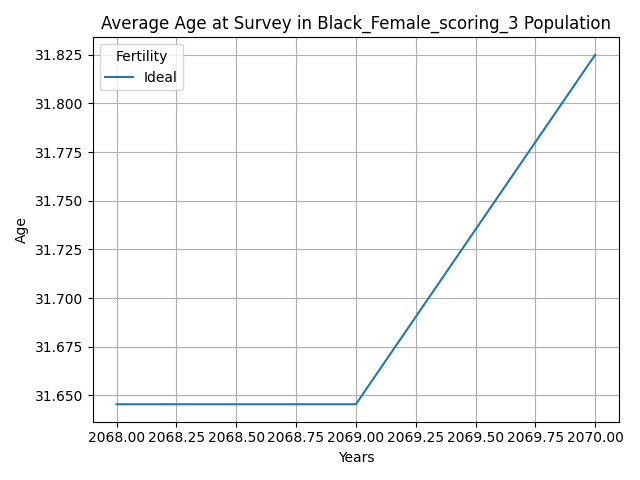 Average Age at Survey in Black_Female_scoring_3 Population
Fertility
Ideal
31.825
31.800
31.775
31.750
31.725
31.700
31.675
31.650
Age
2068.00 2068.25 2068.50 2068.75 2069.00 2069.25 2069.50 2069.75 2070.00
Years